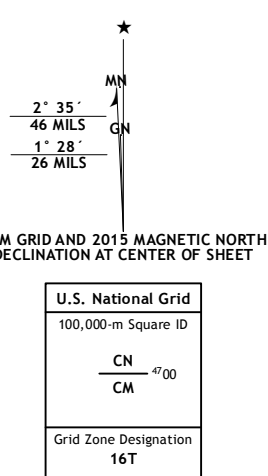 ★
MN
2° 35´
46 MILS
GN
1° 28´
26 MILS
M GRID AND 2015 MAGNETIC NORTH
DECLINATION AT CENTER OF SHEET
U.S. National Grid
100,000-m Square ID
CN
4700
CM
Grid Zone Designation
16T